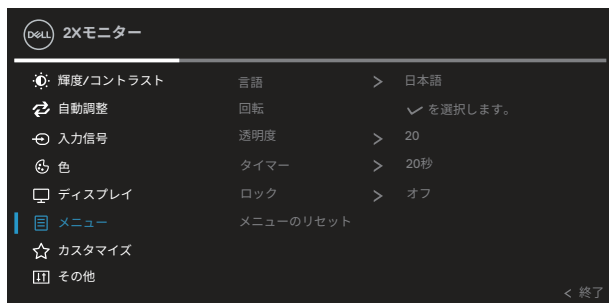 DELL 2Xモニター
輝度/コントラスト 言語 > 日本語
自動調整 回転 ✓ を選択します。
入力信号 透明度 > 20
色 タイマー > 20秒
ディスプレイ ロック > オフ
メニュー メニューのリセット
カスタマイズ
その他
< 終了